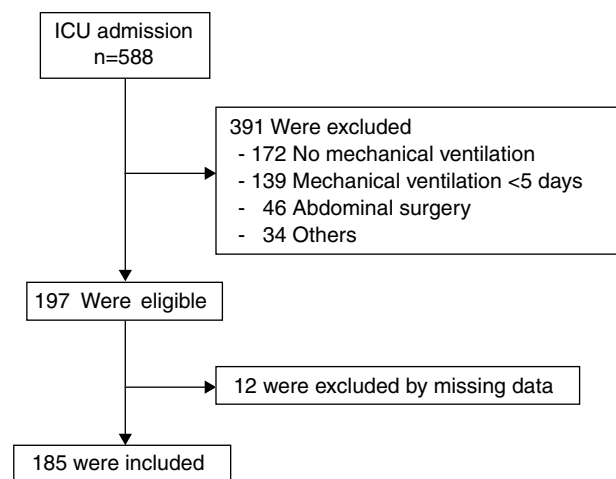 ICU admission
n=588
391 Were excluded
- 172 No mechanical ventilation
- 139 Mechanical ventilation <5 days
- 46 Abdominal surgery
- 34 Others
197 Were eligible
12 were excluded by missing data
185 were included